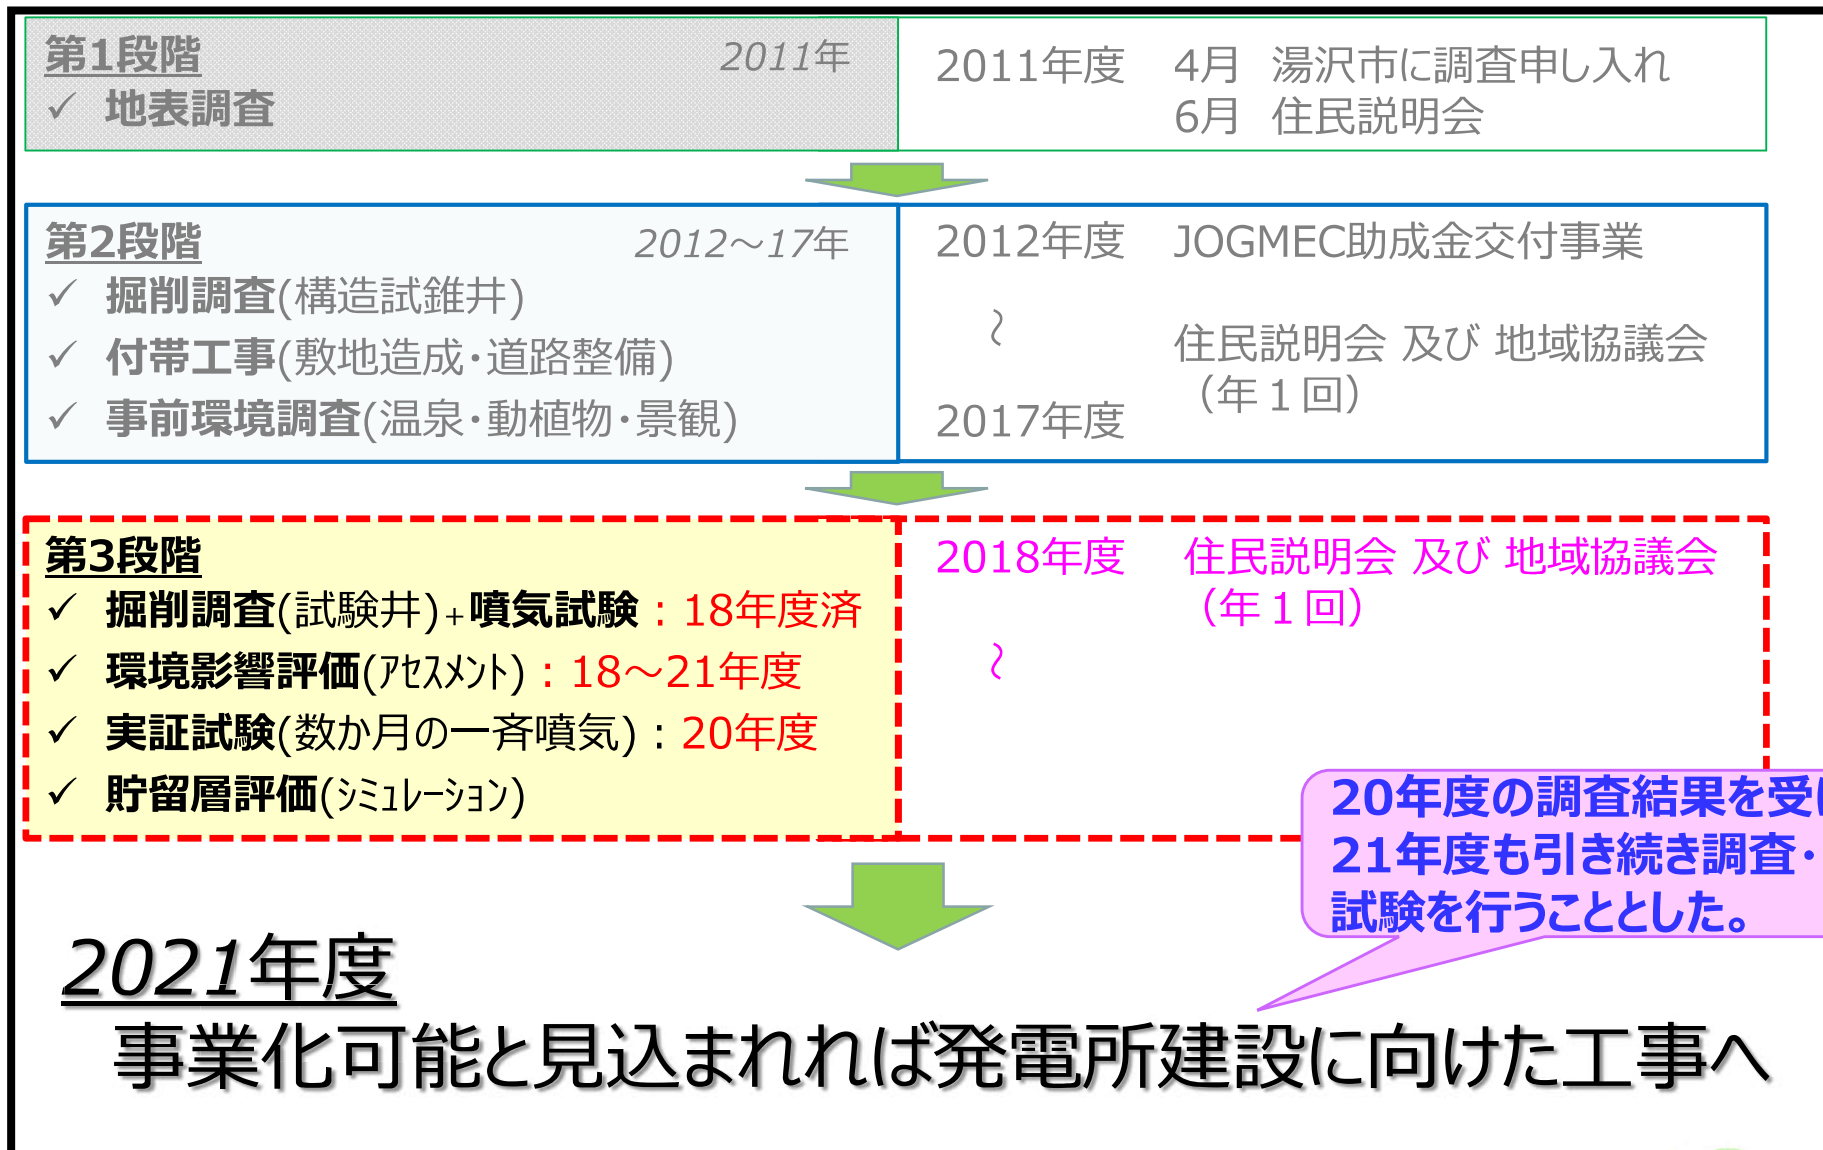 第1段階 2011年
✓ 地表調査
2011年度 4月 湯沢市に調査申し入れ
6月 住民説明会
第2段階 2012～17年
✓ 掘削調査(構造試錐井)
✓ 付帯工事(敷地造成・道路整備)
✓ 事前環境調査(温泉・動植物・景観)
2012年度 JOGMEC助成金交付事業
～
住民説明会 及び 地域協議会
（年１回）
2017年度
第3段階
✓ 掘削調査(試験井)+噴気試験：18年度済
✓ 環境影響評価(ｱｾｽﾒﾝﾄ)：18～21年度
✓ 実証試験(数か月の一斉噴気)：20年度
✓ 貯留層評価(ｼﾐｭﾚｰｼｮﾝ)
2018年度 住民説明会 及び 地域協議会
（年１回）
～
20年度の調査結果を受け
21年度も引き続き調査・
試験を行うこととした。
2021年度
事業化可能と見込まれれば発電所建設に向けた工事へ